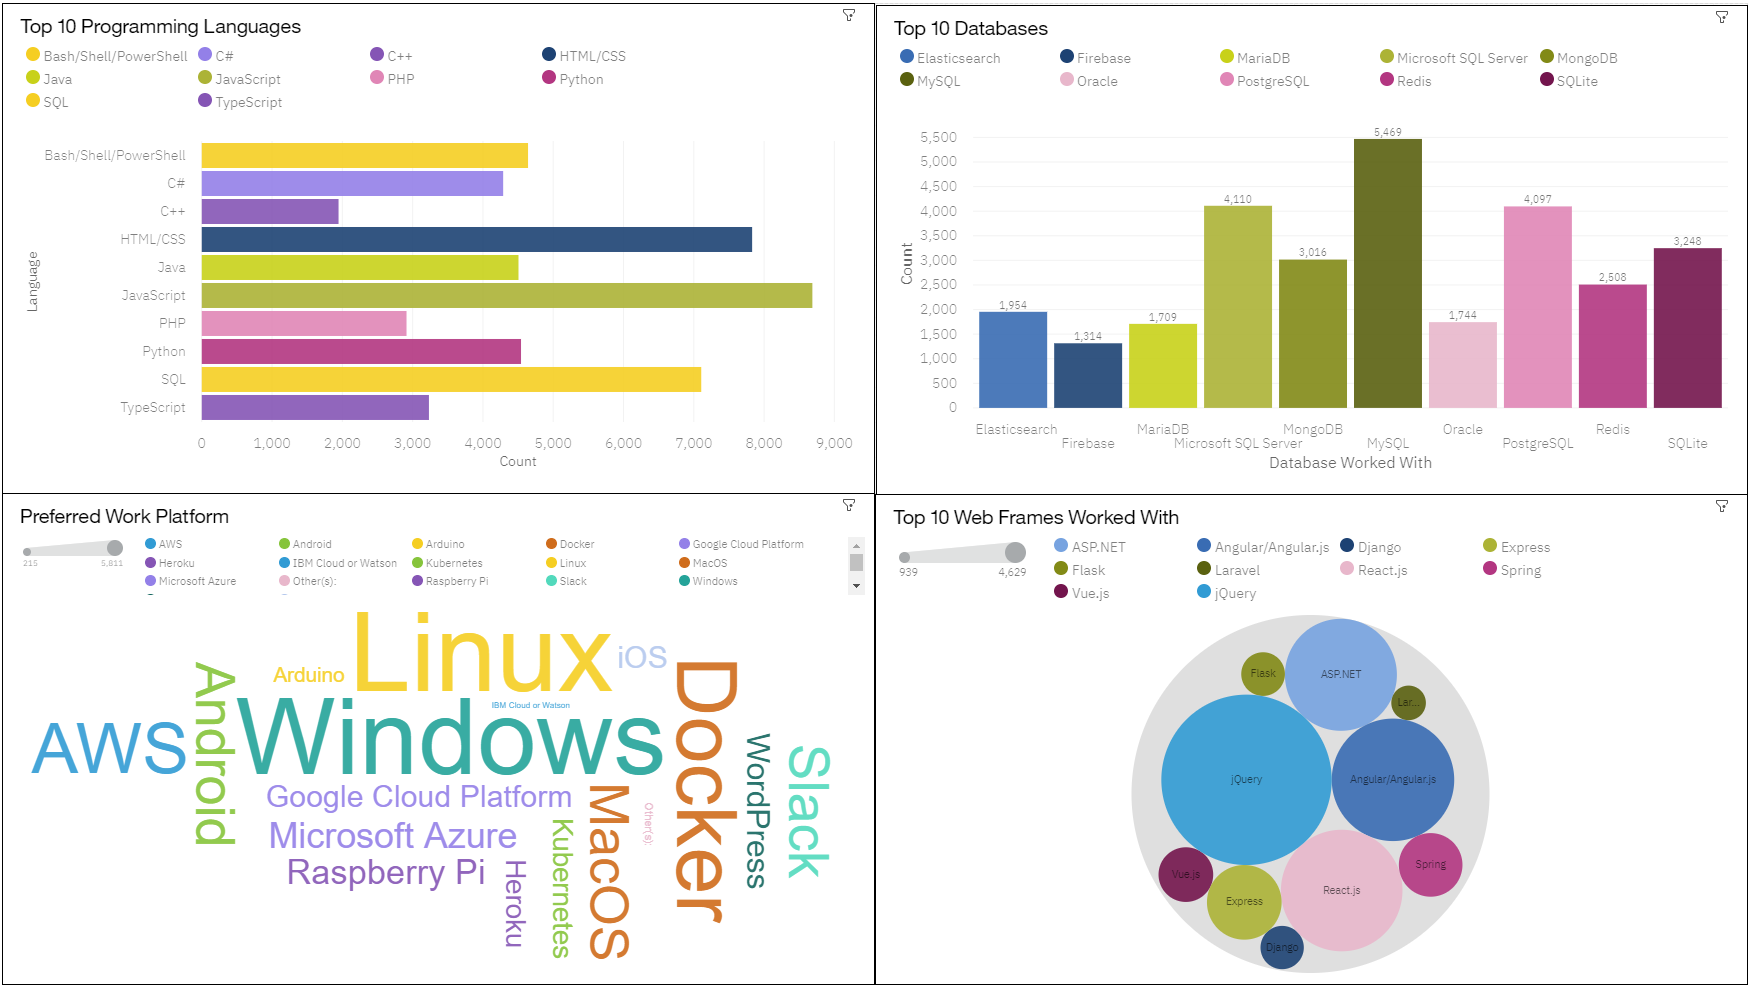 Top 10 Programming Languages
Bash/Shell/PowerShell C# C++ HTML/CSS
Java JavaScript PHP Python
SQL TypeScript
Language
Bash/Shell/PowerShell
C#
C++
HTML/CSS
Java
JavaScript
PHP
Python
SQL
TypeScript
0 1,000 2,000 3,000 4,000 5,000 6,000 7,000 8,000 9,000
Count
Top 10 Databases
Elasticsearch Firebase MariaDB Microsoft SQL Server MongoDB
MySQL Oracle PostgreSQL Redis SQLite
Count
5,500
5,000
4,500
4,000
3,500
3,000
2,500
2,000
1,500
1,000
500
0
1,954
1,314
1,709
4,110
3,016
5,469
1,744
4,097
2,508
3,248
Elasticsearch
Firebase
MariaDB
Microsoft SQL Server
MongoDB
MySQL
Oracle
PostgreSQL
Redis
SQLite
Database Worked With
Preferred Work Platform
215 5,811
AWS Android Arduino Docker Google Cloud Platform
Heroku IBM Cloud or Watson Kubernetes Linux MacOS
Microsoft Azure Other(s): Raspberry Pi Slack Windows
Linux
iOS
Arduino
Android
Docker
IBM Cloud or Watson
Windows
AWS
WordPress
Slack
Google Cloud Platform
MacOS
Other(s):
Microsoft Azure
Kubernetes
Raspberry Pi
Heroku
Top 10 Web Frames Worked With
939 4,629
ASP.NET Angular/Angular.js Django Express
Flask Laravel React.js Spring
Vue.js jQuery
Flask
ASP.NET
Lar...
jQuery
Angular/Angular.js
Vue.js
Spring
Express
React.js
Django